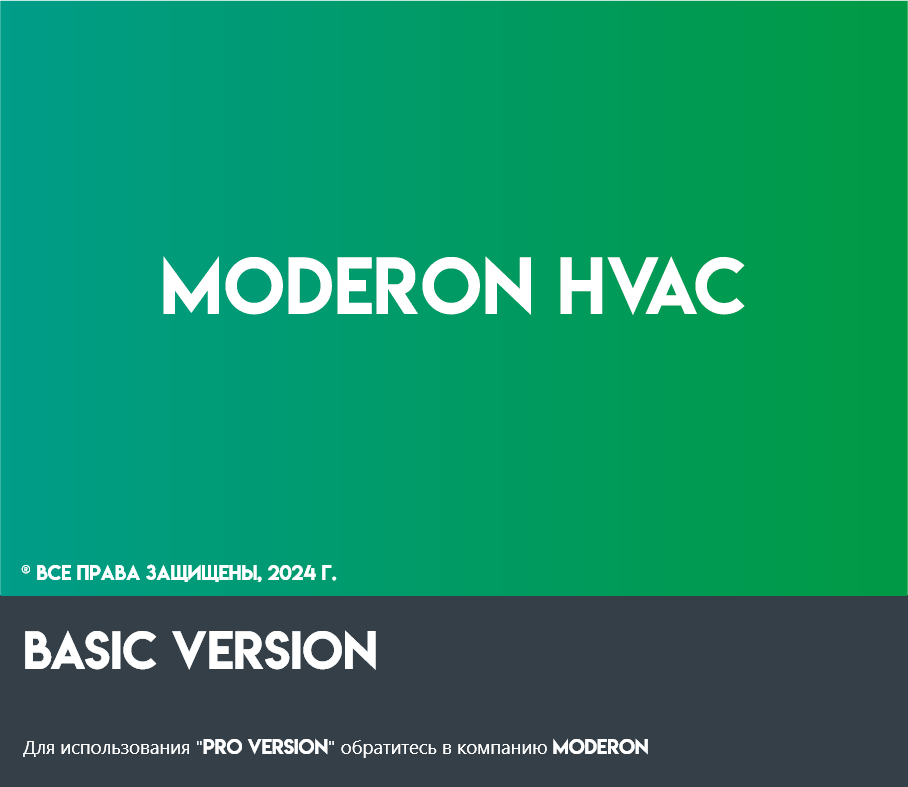 MODERON HVAC
® ВСЕ ПРАВА ЗАЩИЩЕНЫ, 2024 Г.
BASIC VERSION
Для использования "PRO VERSION" обратитесь в компанию MODERON